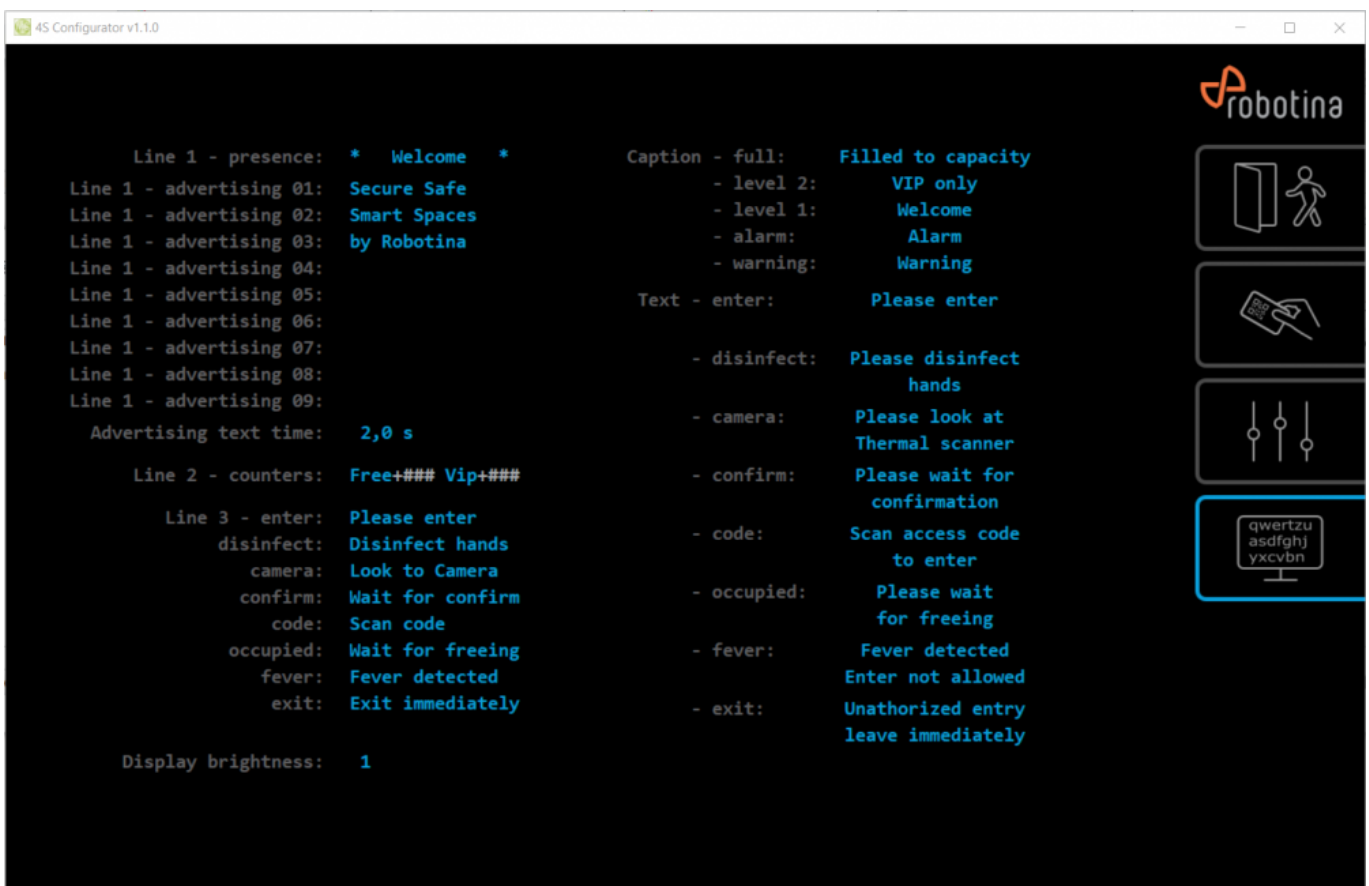 4S Configurator v1.1.0
robotina
Line 1 - presence: * Welcome *
Line 1 - advertising 01: Secure Safe
Line 1 - advertising 02: Smart Spaces
Line 1 - advertising 03: by Robotina
Line 1 - advertising 04:
Line 1 - advertising 05:
Line 1 - advertising 06:
Line 1 - advertising 07:
Line 1 - advertising 08:
Line 1 - advertising 09:
Advertising text time: 2,0 s
Line 2 - counters: Free+### Vip+###
Line 3 - enter: Please enter
disinfect: Disinfect hands
camera: Look to Camera
confirm: Wait for confirm
code: Scan code
occupied: Wait for freeing
fever: Fever detected
exit: Exit immediately
Display brightness: 1
Caption - full: Filled to capacity
- level 2: VIP only
- level 1: Welcome
- alarm: Alarm
- warning: Warning
Text - enter: Please enter
- disinfect: Please disinfect
hands
- camera: Please look at
Thermal scanner
- confirm: Please wait for
confirmation
- code: Scan access code
to enter
- occupied: Please wait
for freeing
- fever: Fever detected
Enter not allowed
- exit: Unathorized entry
leave immediately
qwertzu
asdfghj
yxcvbn